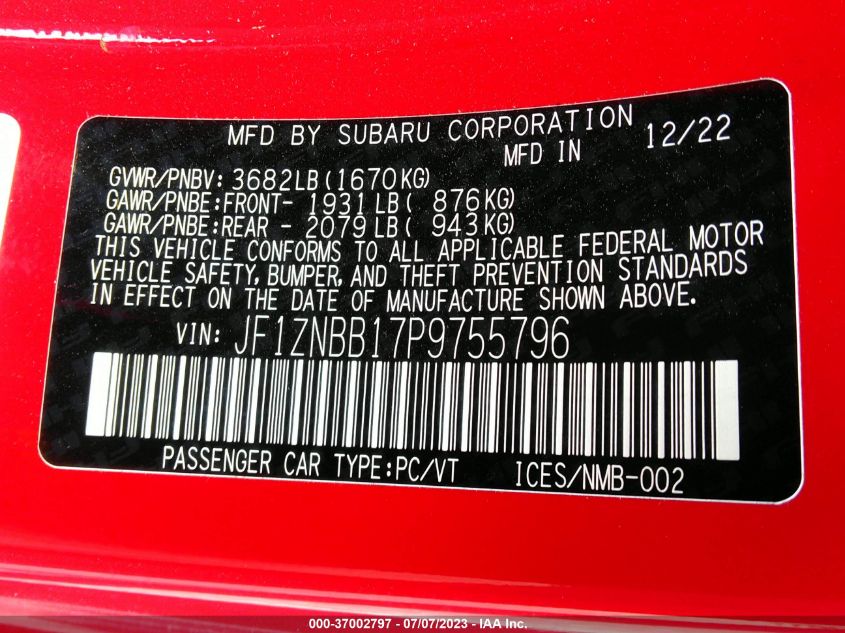 MFD BY SUBARU CORPORATION
MFD IN 12/22
GVWR/PNBV: 3682LB(1670KG)
GAWR/PNBE:FRONT- 1931LB( 876KG)
GAWR/PNBE:REAR - 2079LB( 943KG)
THIS VEHICLE CONFORMS TO ALL APPLICABLE FEDERAL MOTOR
VEHICLE SAFETY, BUMPER, AND THEFT PREVENTION STANDARDS
IN EFFECT ON THE DATE OF MANUFACTURE SHOWN ABOVE.
VIN: JF1ZNBB17P9755796
PASSENGER CAR TYPE:PC/VT ICES/NMB-002
000-37002797 - 07/07/2023 - IAA Inc.